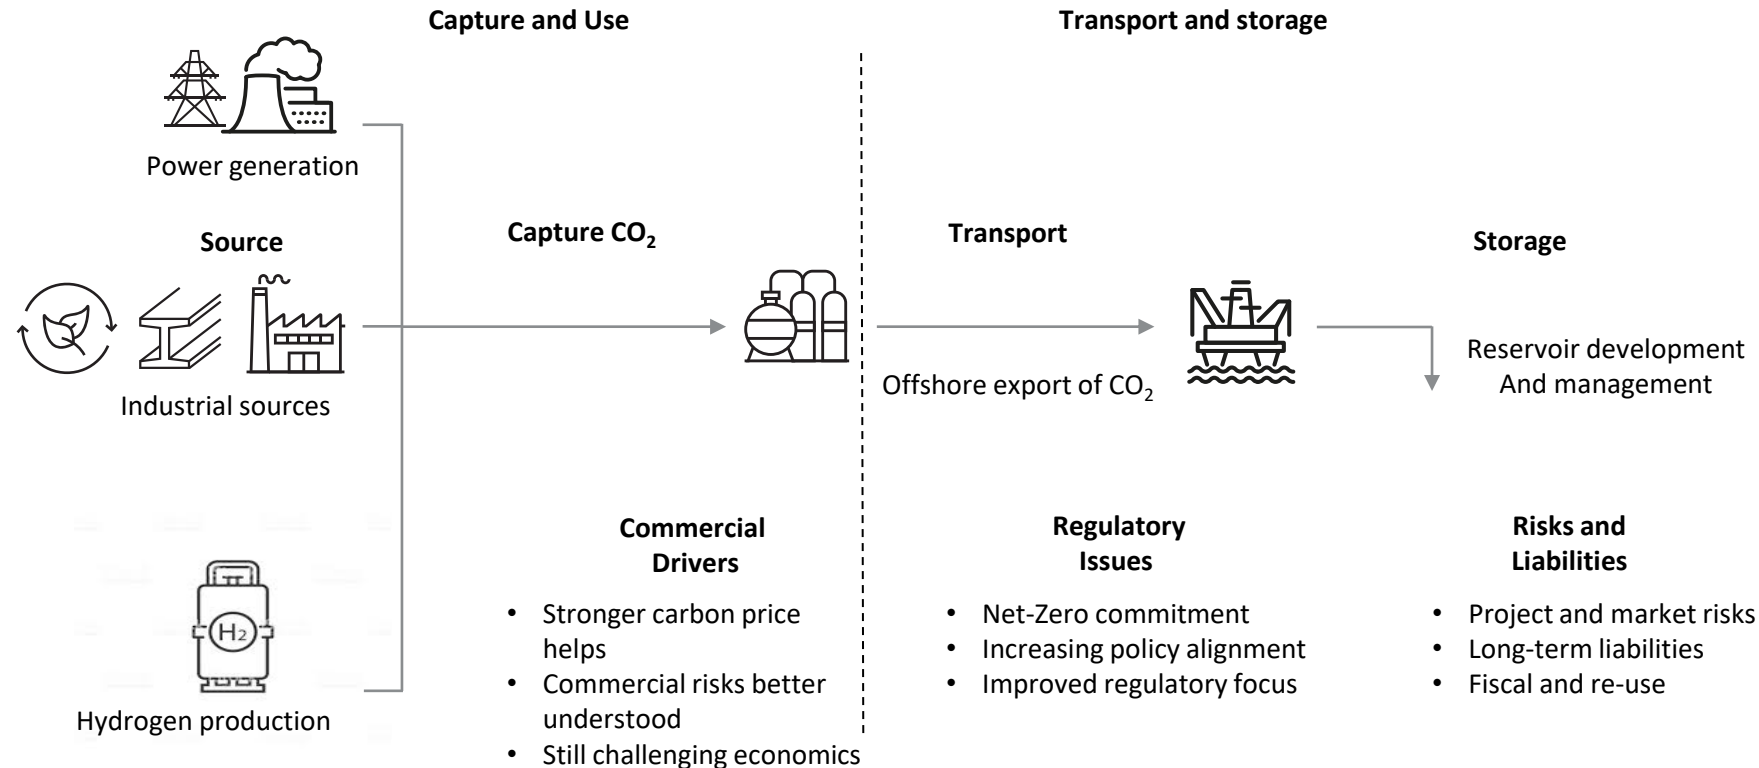 Capture and Use
Transport and storage
Power generation
Source
Capture CO₂
Transport
Storage
Industrial sources
Offshore export of CO₂
Reservoir development
And management
H₂
Hydrogen production
Commercial
Drivers
• Stronger carbon price
helps
• Commercial risks better
understood
• Still challenging economics
Regulatory
Issues
• Net-Zero commitment
• Increasing policy alignment
• Improved regulatory focus
Risks and
Liabilities
• Project and market risks
• Long-term liabilities
• Fiscal and re-use